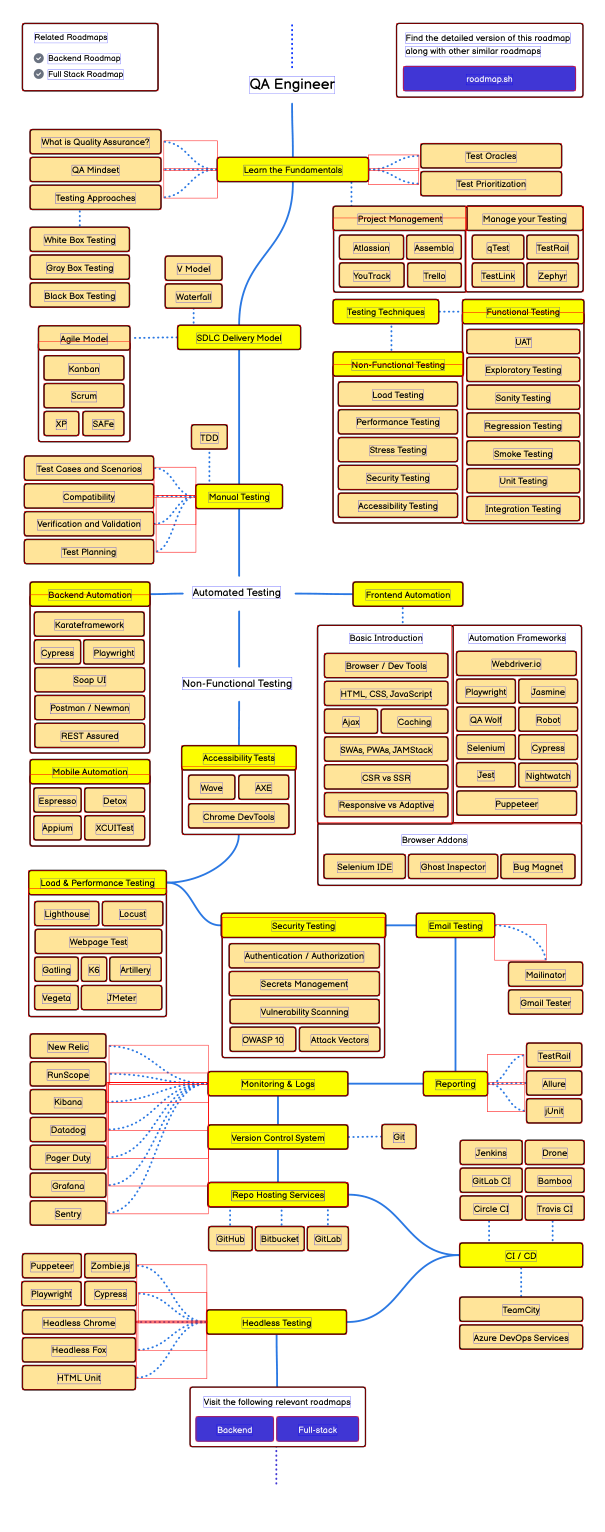 Related Roadmaps
Backend Roadmap
Full Stack Roadmap
QA Engineer
Find the detailed version of this roadmap
along with other similar roadmaps
roadmap.sh
What is Quality Assurance?
QA Mindset
Testing Approaches
Learn the Fundamentals
Test Oracles
Test Prioritization
White Box Testing
Gray Box Testing
Black Box Testing
Project Management
Atlassian
Assembla
YouTrack
Trello
Manage your Testing
qTest
TestRail
TestLink
Zephyr
V Model
Waterfall
SDLC Delivery Model
Agile Model
Kanban
Scrum
XP
SAFe
Testing Techniques
Functional Testing
UAT
Exploratory Testing
Sanity Testing
Regression Testing
Smoke Testing
Unit Testing
Integration Testing
Non-Functional Testing
Load Testing
Performance Testing
Stress Testing
Security Testing
Accessibility Testing
TDD
Manual Testing
Test Cases and Scenarios
Compatibility
Verification and Validation
Test Planning
Automated Testing
Backend Automation
Karateframework
Cypress
Playwright
Soap UI
Postman / Newman
REST Assured
Frontend Automation
Basic Introduction
Browser / Dev Tools
HTML, CSS, JavaScript
Ajax
Caching
SWAs, PWAs, JAMStack
CSR vs SSR
Responsive vs Adaptive
Automation Frameworks
Webdriver.io
Playwright
Jasmine
QA Wolf
Robot
Selenium
Cypress
Jest
Nightwatch
Puppeteer
Browser Addons
Selenium IDE
Ghost Inspector
Bug Magnet
Mobile Automation
Espresso
Detox
Appium
XCUITest
Non-Functional Testing
Accessibility Tests
Wave
AXE
Chrome DevTools
Load & Performance Testing
Lighthouse
Locust
Webpage Test
Gatling
K6
Artillery
Vegeta
JMeter
Security Testing
Authentication / Authorization
Secrets Management
Vulnerability Scanning
OWASP 10
Attack Vectors
Email Testing
Mailinator
Gmail Tester
New Relic
RunScope
Kibana
Datadog
Pager Duty
Grafana
Sentry
Monitoring & Logs
Reporting
TestRail
Allure
jUnit
Version Control System
Git
Repo Hosting Services
GitHub
Bitbucket
GitLab
Jenkins
Drone
GitLab CI
Bamboo
Circle CI
Travis CI
CI / CD
TeamCity
Azure DevOps Services
Puppeteer
Zombie.js
Playwright
Cypress
Headless Chrome
Headless Fox
HTML Unit
Headless Testing
Visit the following relevant roadmaps
Backend
Full-stack